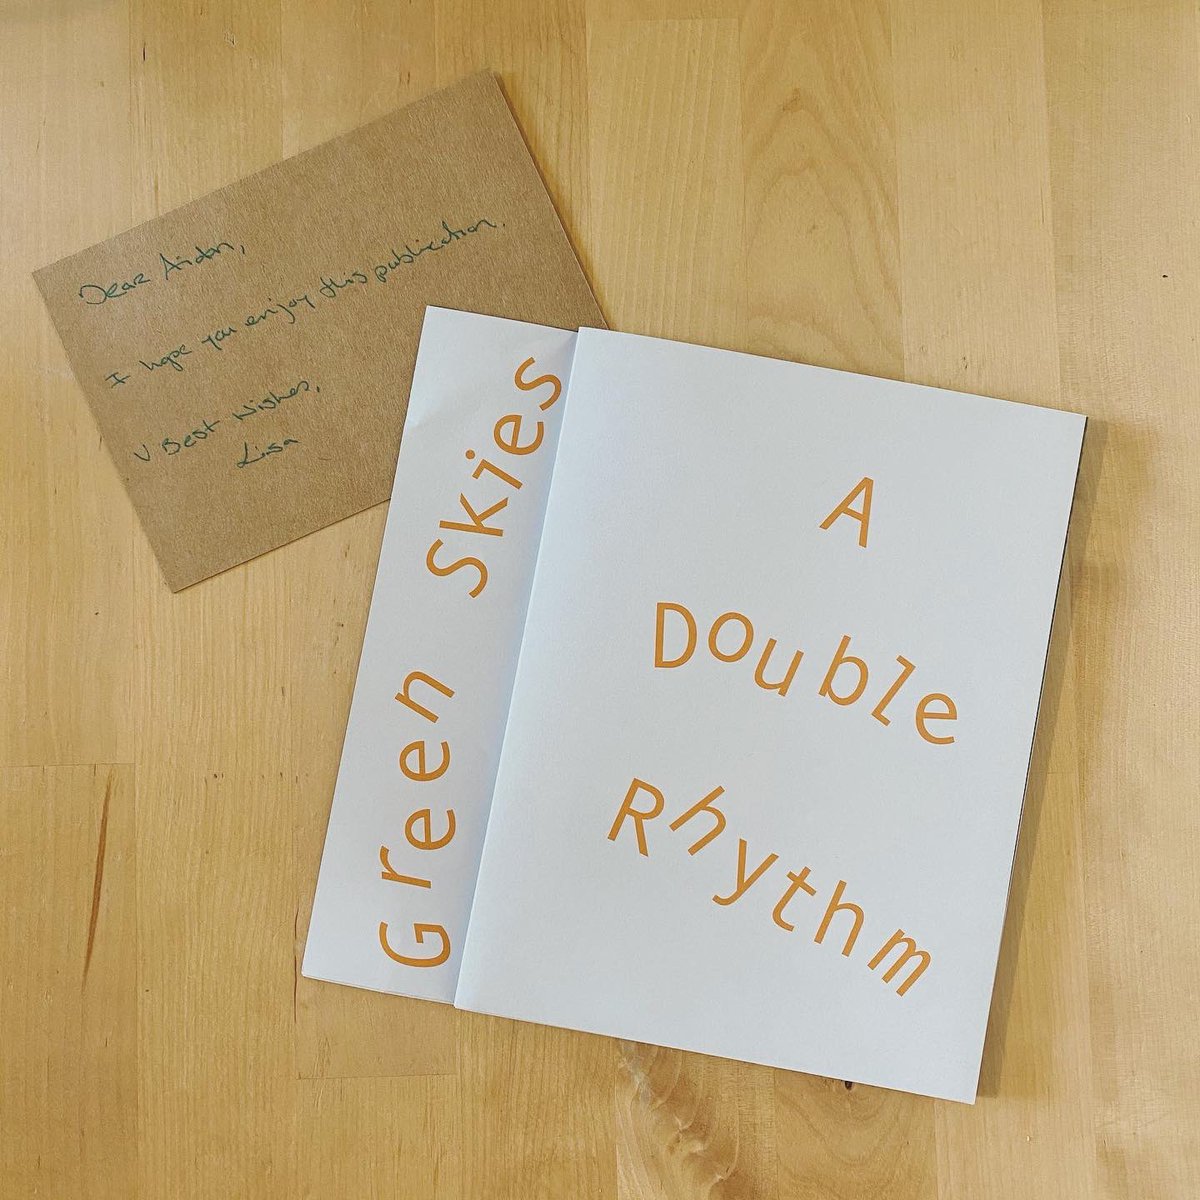 Dear Aidan,
I hope you enjoy this publication.
V Best Wishes,
Lisa
Green Skies
A
Double
Rhythm